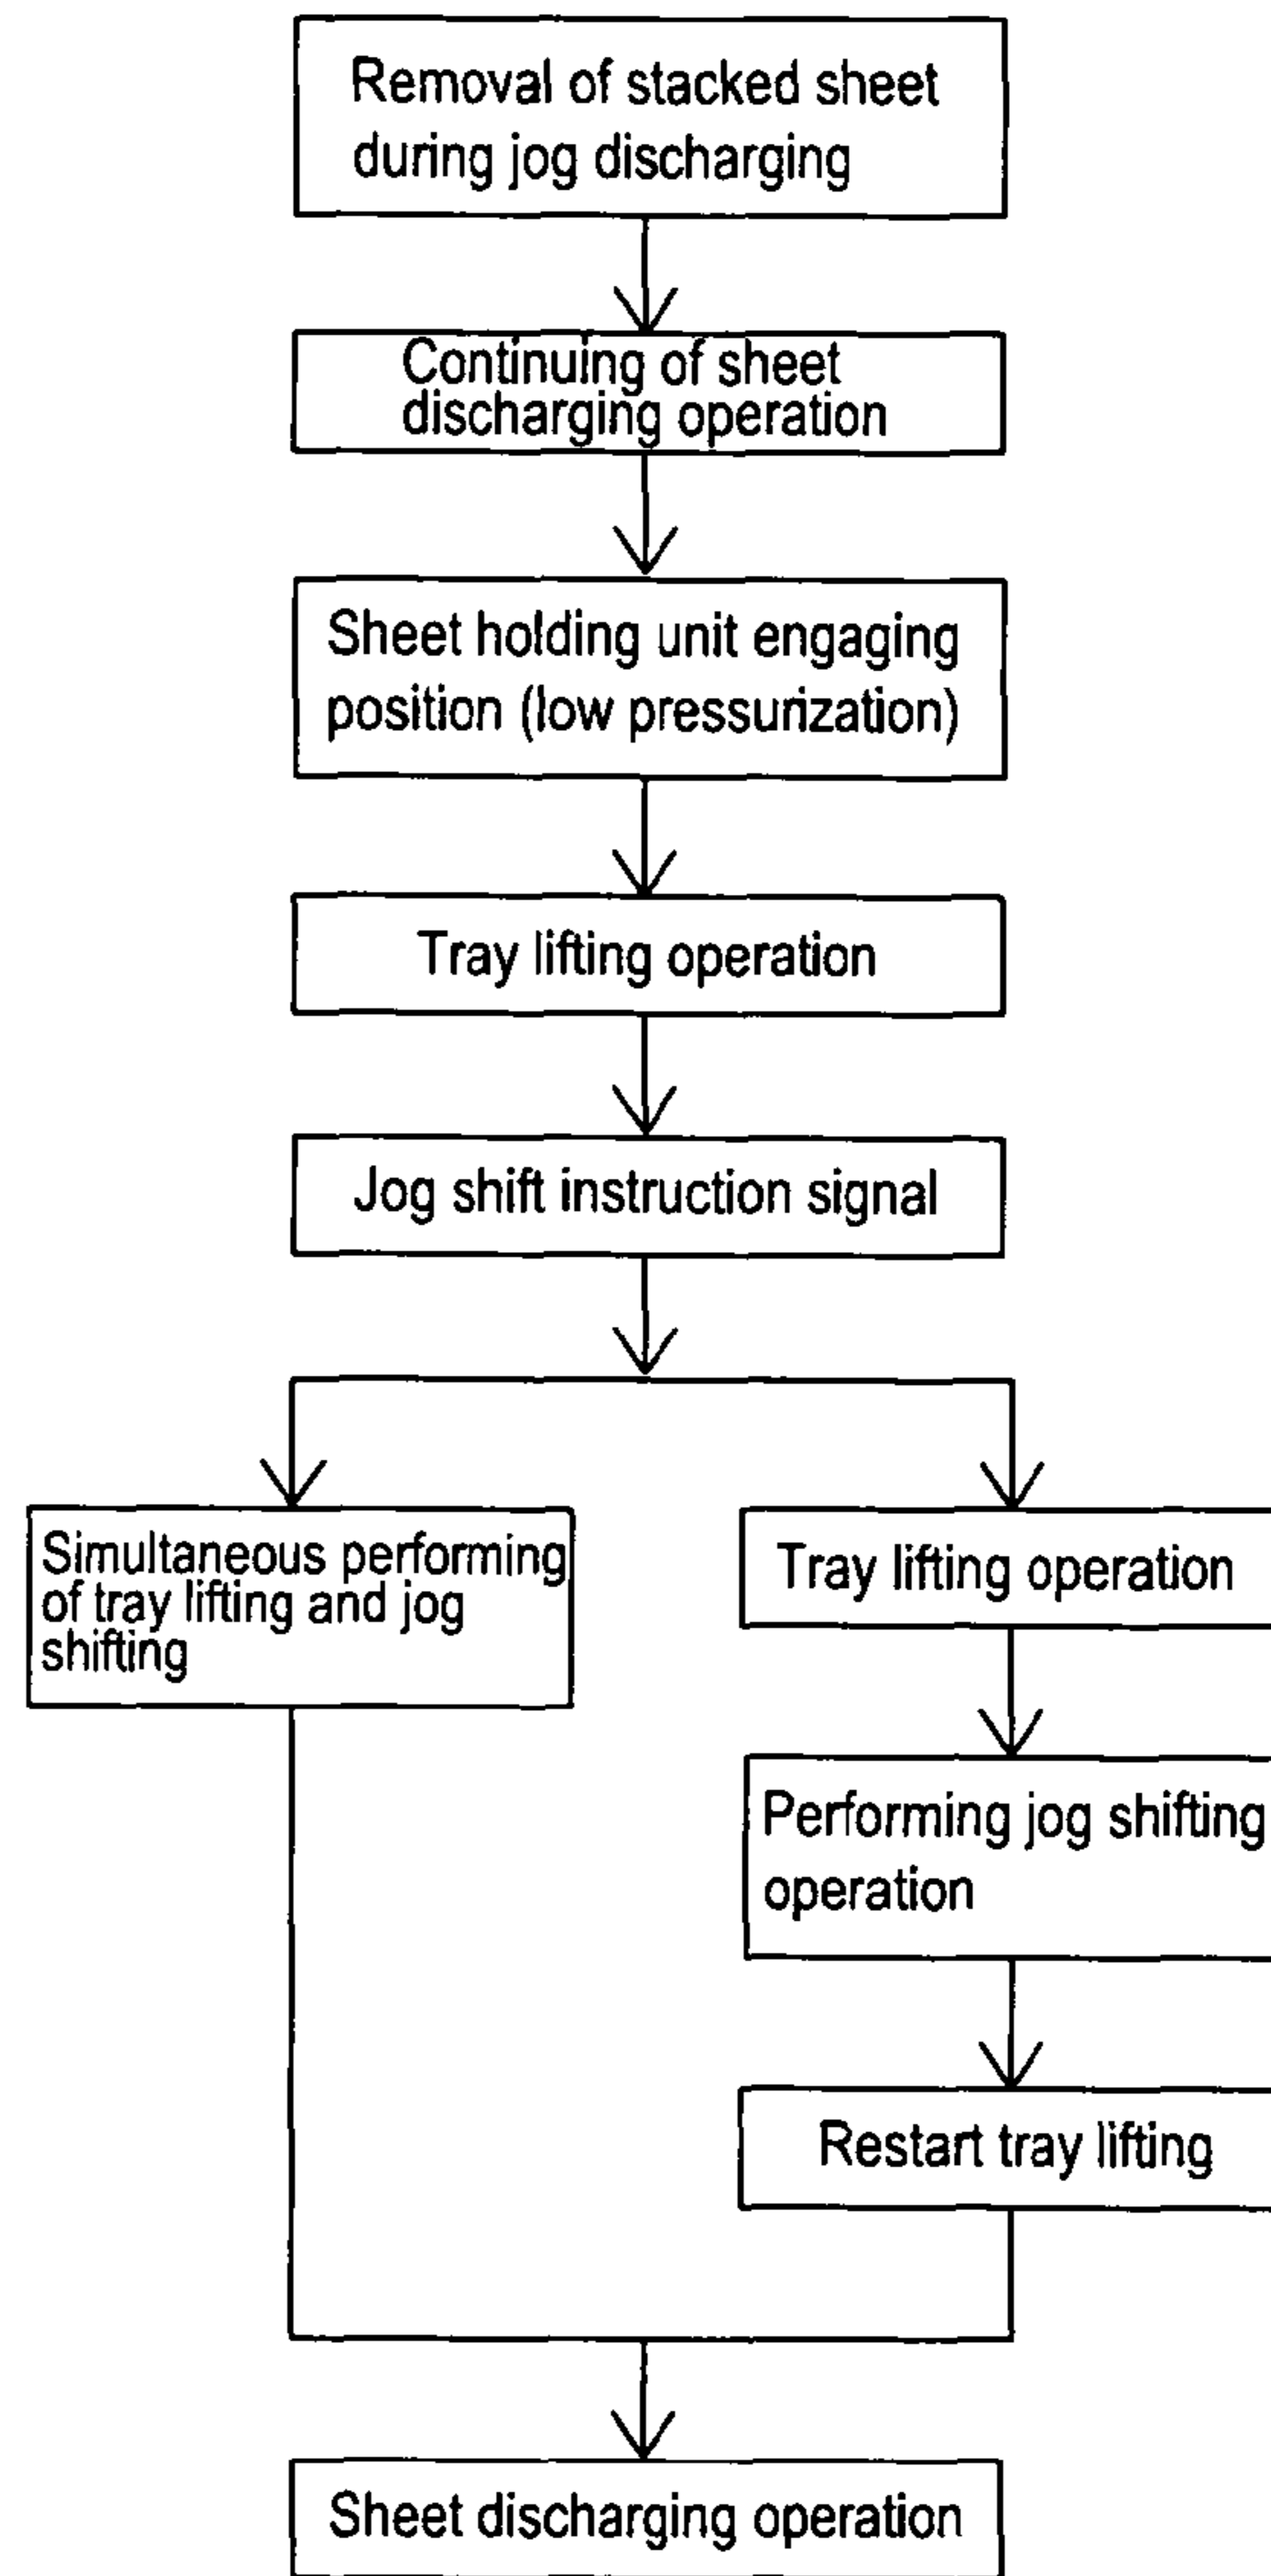 Removal of stacked sheet
during jog discharging
Continuing of sheet
discharging operation
Sheet holding unit engaging
position (low pressurization)
Tray lifting operation
Jog shift instruction signal
Simultaneous performing
of tray lifting and jog
shifting
Tray lifting operation
Performing jog shifting
operation
Restart tray lifting
Sheet discharging operation